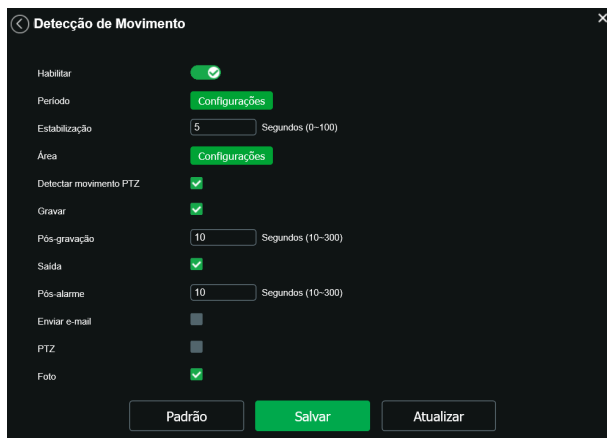 Detecção de Movimento
Habilitar
Período Configurações
Estabilização 5 Segundos (0~100)
Área Configurações
Detectar movimento PTZ
Gravar
Pós-gravação 10 Segundos (10~300)
Saída
Pós-alarme 10 Segundos (10~300)
Enviar e-mail
PTZ
Foto
Padrão Salvar Atualizar